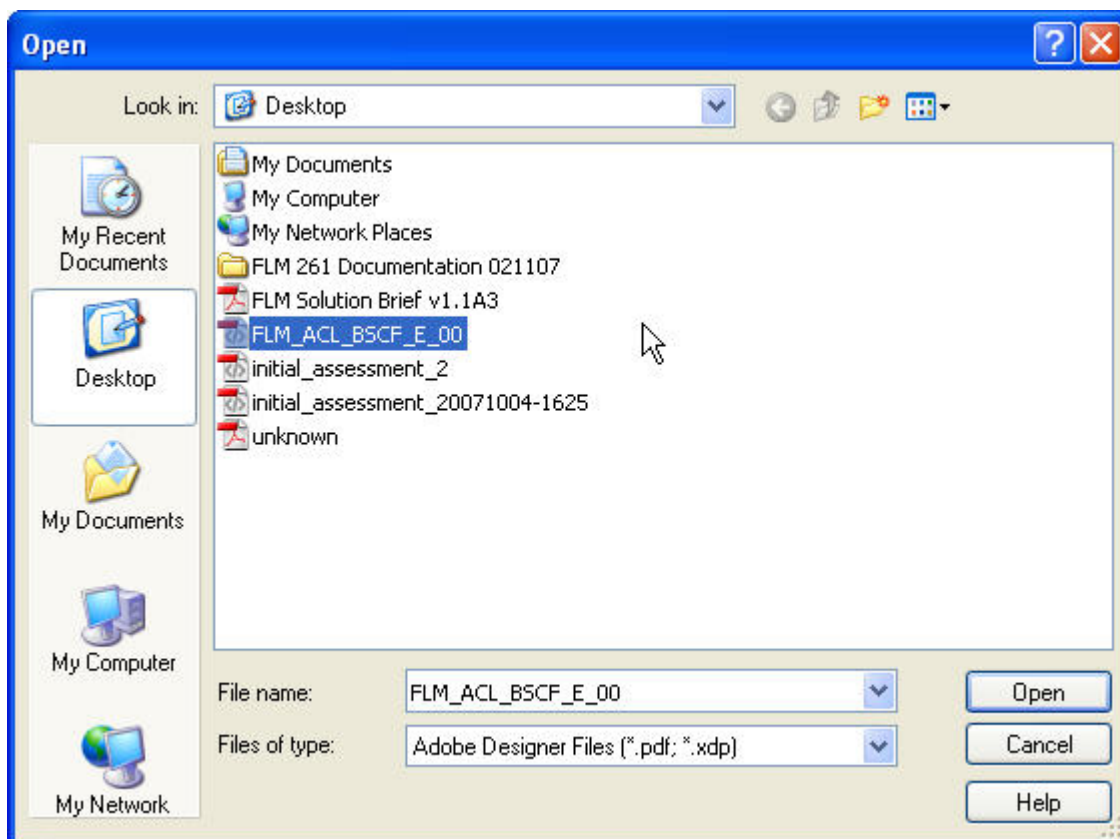 Open
Look in:
Desktop
My Recent
Documents
Desktop
My Documents
My Computer
My Network
My Documents
My Computer
My Network Places
FLM 261 Documentation 021107
FLM Solution Brief v1.1A3
FLM_ACL_BSCF_E_00
initial_assessment_2
initial_assessment_20071004-1625
unknown
File name:
FLM_ACL_BSCF_E_00
Open
Files of type:
Adobe Designer Files (*.pdf; *.xdp)
Cancel
Help